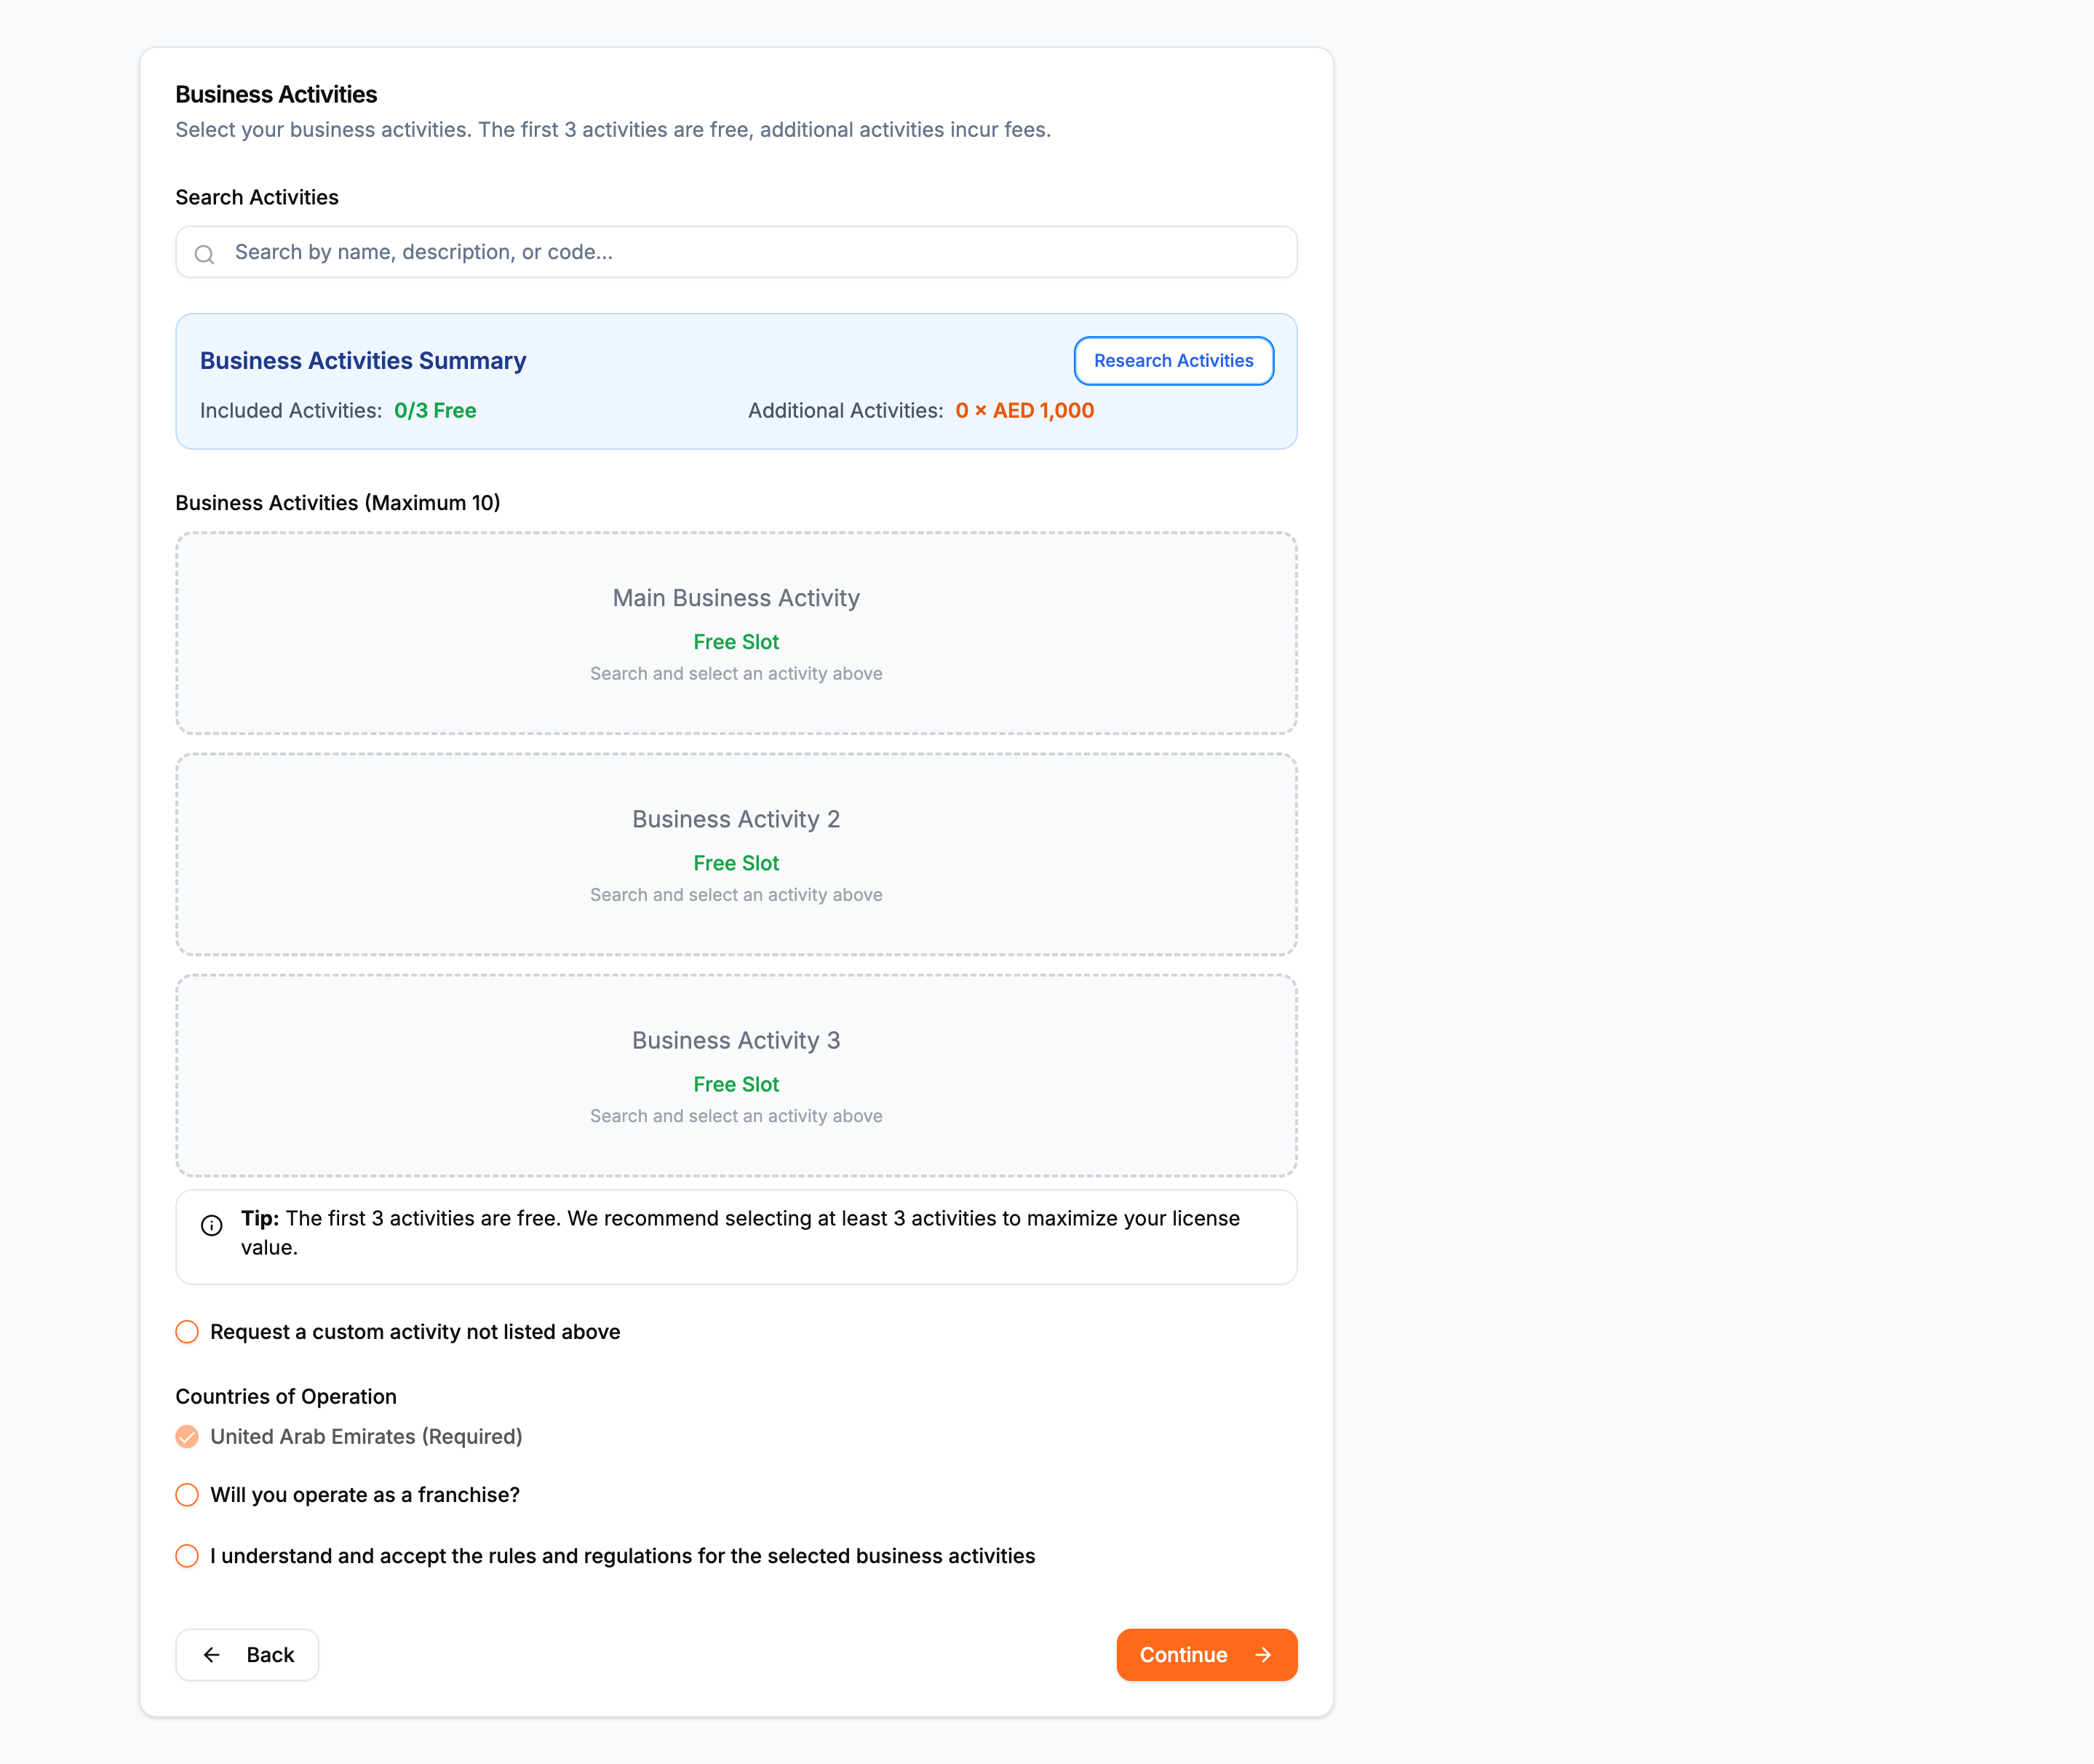 Business Activities
Select your business activities. The first 3 activities are free, additional activities incur fees.
Search Activities
Search by name, description, or code...
Business Activities Summary
Research Activities
Included Activities: 0/3 Free
Additional Activities: 0 × AED 1,000
Business Activities (Maximum 10)
Main Business Activity
Free Slot
Search and select an activity above
Business Activity 2
Free Slot
Search and select an activity above
Business Activity 3
Free Slot
Search and select an activity above
Tip: The first 3 activities are free. We recommend selecting at least 3 activities to maximize your license
value.
Request a custom activity not listed above
Countries of Operation
United Arab Emirates (Required)
Will you operate as a franchise?
I understand and accept the rules and regulations for the selected business activities
Back
Continue